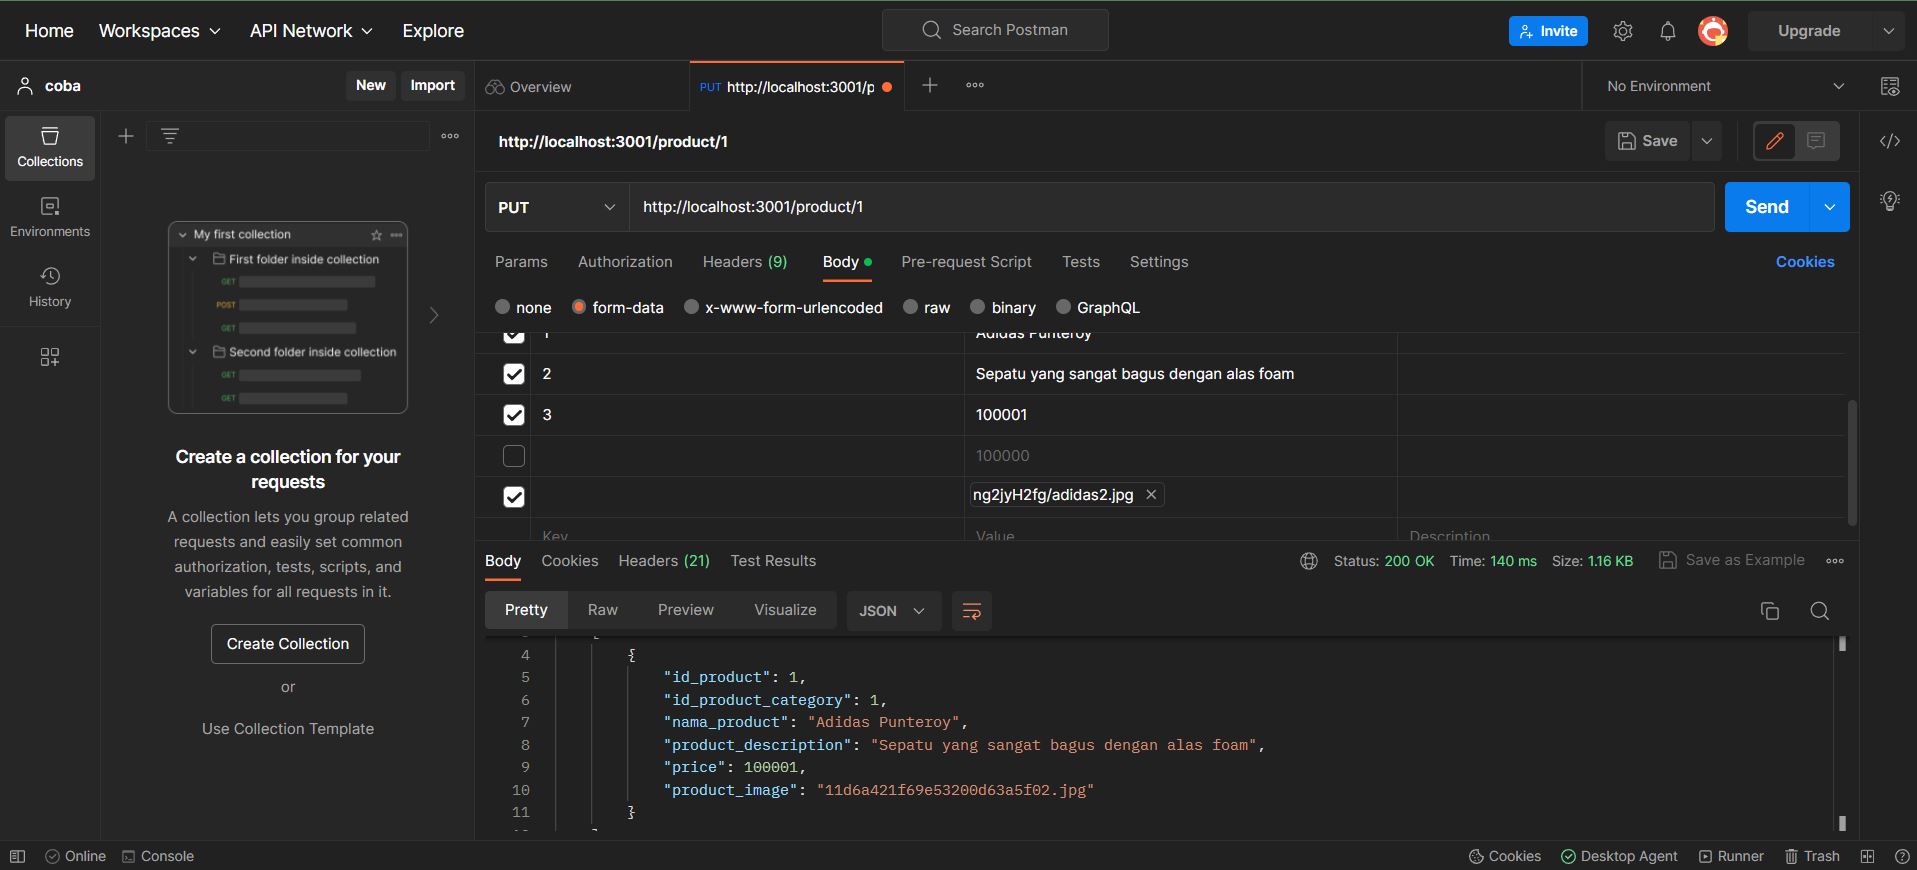 Home Workspaces API Network Explore Search Postman Invite Upgrade
coba New Import Overview PUT http://localhost:3001/p No Environment
Collections
Environments
History
My first collection
First folder inside collection
GET
POST
GET
Second folder inside collection
GET
GET
Create a collection for your
requests
A collection lets you group related
requests and easily set common
authorization, tests, scripts, and
variables for all requests in it.
Create Collection
or
Use Collection Template
http://localhost:3001/product/1 Save
PUT http://localhost:3001/product/1 Send
Params Authorization Headers (9) Body Pre-request Script Tests Settings Cookies
none form-data x-www-form-urlencoded raw binary GraphQL
1 Adidas Punteroy
2 Sepatu yang sangat bagus dengan alas foam
3 100001
100000
ng2jyH2fg/adidas2.jpg
Key Value Description
Body Cookies Headers (21) Test Results Status: 200 OK Time: 140 ms Size: 1.16 KB Save as Example
Pretty Raw Preview Visualize JSON
4 {
5 "id_product": 1,
6 "id_product_category": 1,
7 "nama_product": "Adidas Punteroy",
8 "product_description": "Sepatu yang sangat bagus dengan alas foam",
9 "price": 100001,
10 "product_image": "11d6a421f69e53200d63a5f02.jpg"
11 }
Online Console Cookies Desktop Agent Runner Trash